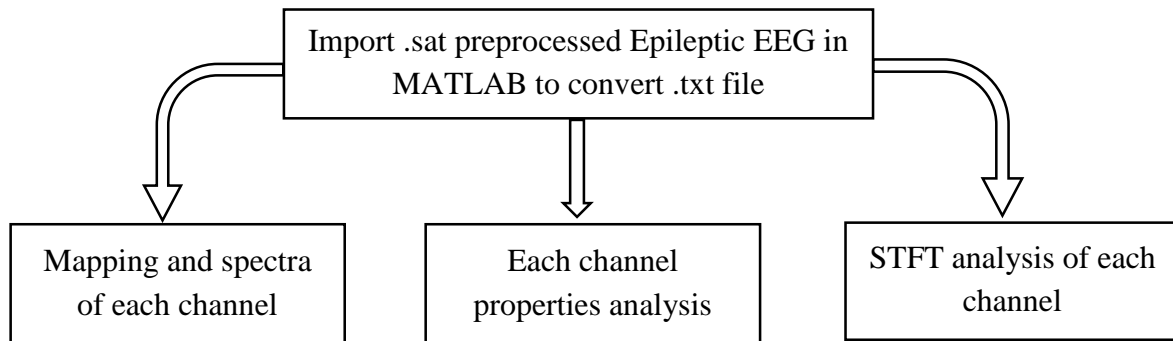 Import .sat preprocessed Epileptic EEG in
MATLAB to convert .txt file
Mapping and spectra
of each channel
Each channel
properties analysis
STFT analysis of each
channel